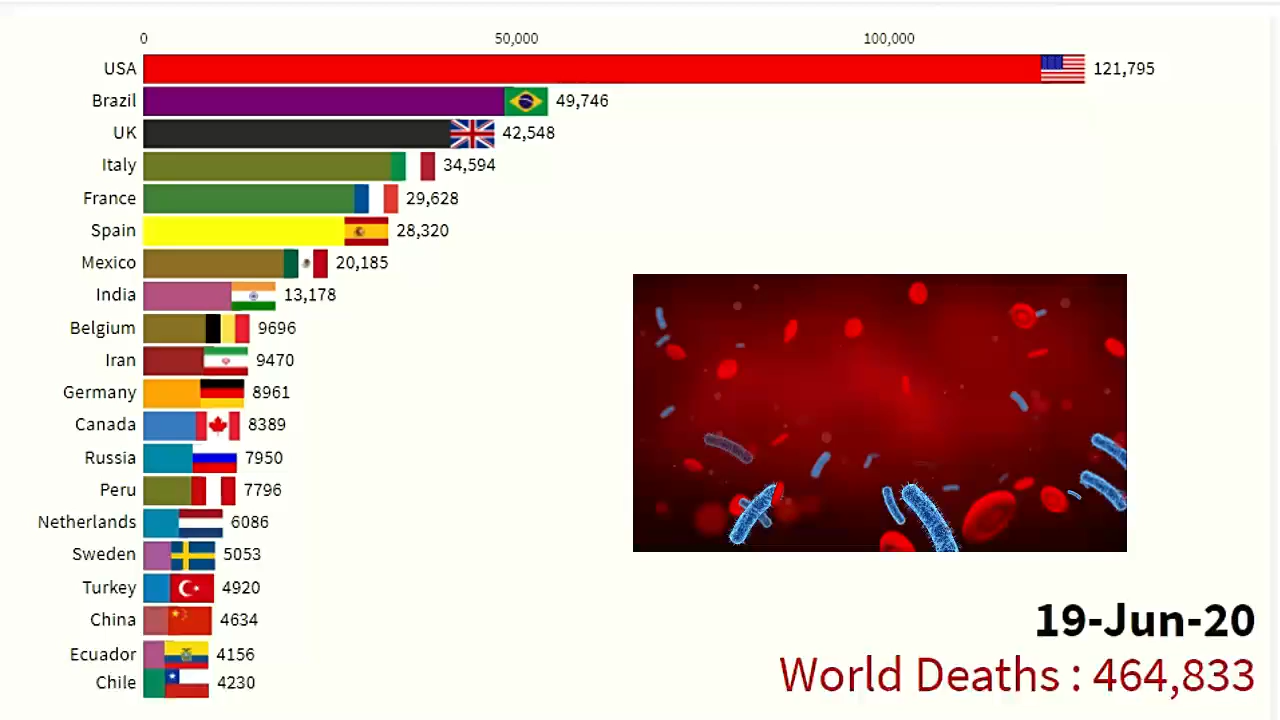 0 50,000 100,000
USA 121,795
Brazil 49,746
UK 42,548
Italy 34,594
France 29,628
Spain 28,320
Mexico 20,185
India 13,178
Belgium 9696
Iran 9470
Germany 8961
Canada 8389
Russia 7950
Peru 7796
Netherlands 6086
Sweden 5053
Turkey 4920
China 4634
Ecuador 4156
Chile 4230
19-Jun-20
World Deaths : 464,833